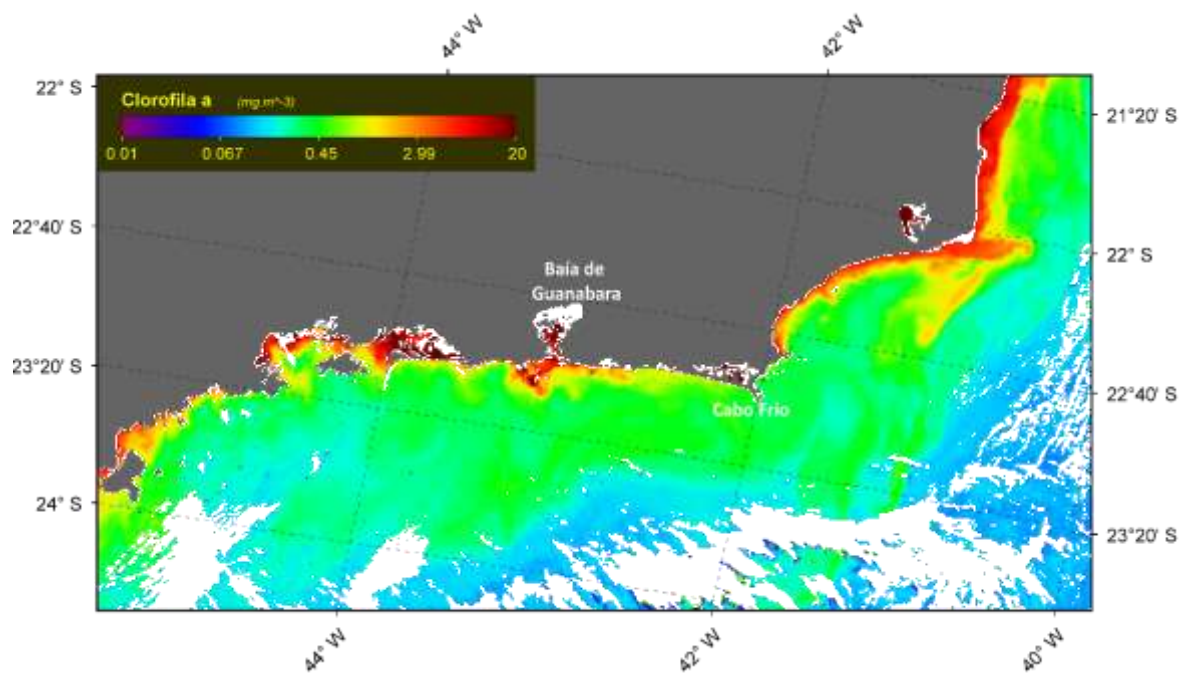 44° W
42° W
22° S
Clorofila a (mg.m^-3)
0.01 0.067 0.45 2.99 20
21°20' S
22°40' S
22° S
Baía de
Guanabara
23°20' S
22°40' S
Cabo Frio
24° S
23°20' S
44° W
42° W
40° W